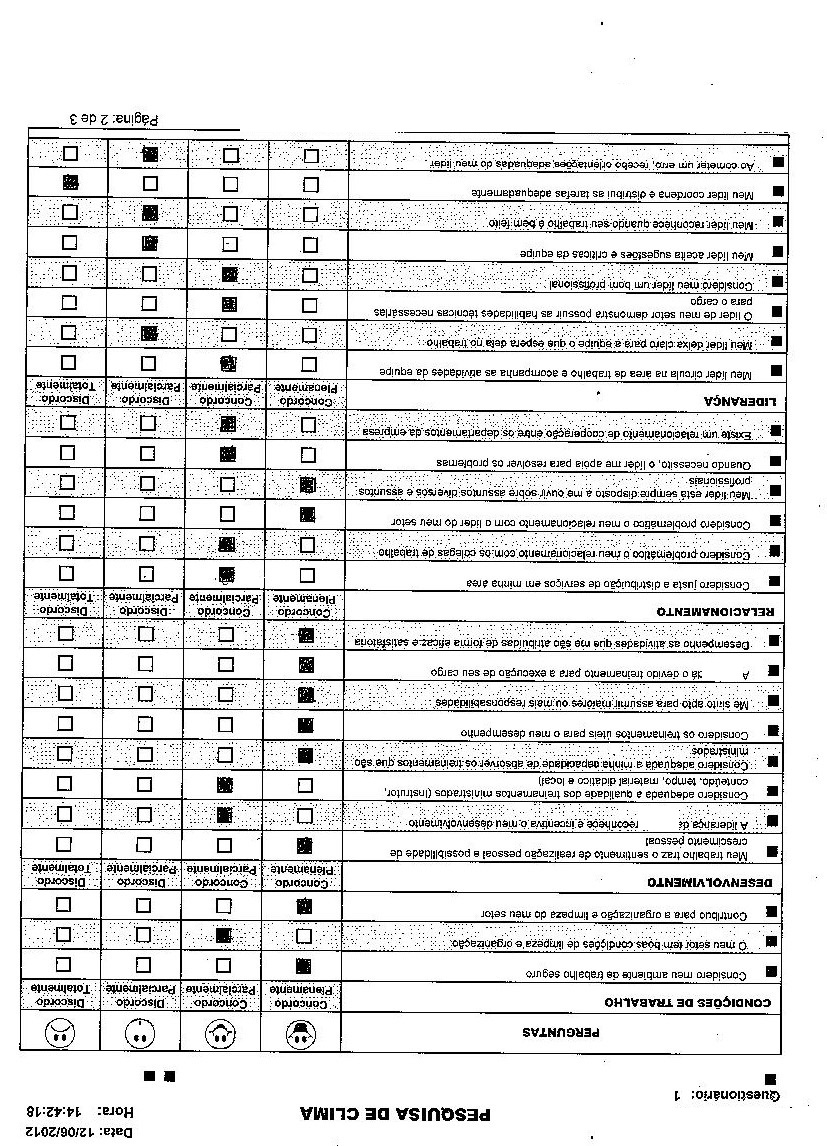 Data: 12/06/2012
PESQUISA DE CLIMA
Hora: 14:42:18
Questionário: 1
PERGUNTAS
CONDIÇÕES DE TRABALHO
Concordo Plenamente
Concordo Parcialmente
Discordo Parcialmente
Discordo Totalmente
Considero meu ambiente de trabalho seguro
O meu setor tem boas condições de limpeza e organização
Contribuo para a organização e limpeza do meu setor
DESENVOLVIMENTO
Concordo Plenamente
Concordo Parcialmente
Discordo Parcialmente
Discordo Totalmente
Meu trabalho traz o sentimento de realização pessoal a possibilidade de
crescimento pessoal
A liderança da reconhece e incentiva o meu desenvolvimento
Considero adequada a qualidade dos treinamentos ministrados (instrutor,
conteúdo, tempo, material didático e local)
Considero adequada a minha capacidade de absorver os treinamentos que são
ministrados
Considero os treinamentos úteis para o meu desempenho
Me sinto apto para assumir maiores ou mais responsabilidades
A dá o devido treinamento para a execução de seu cargo
Desempenho as atividades que me são atribuídas de forma eficaz e satisfatória
RELACIONAMENTO
Concordo Plenamente
Concordo Parcialmente
Discordo Parcialmente
Discordo Totalmente
Considero justa a distribuição de serviços em minha área
Considero problemático o meu relacionamento com os colegas de trabalho
Considero problemático o meu relacionamento com o líder do meu setor
Meu líder está sempre disposto a me ouvir sobre assuntos diversos e assuntos
profissionais
Quando necessito, o líder me apóia para resolver os problemas
Existe um relacionamento de cooperação entre os departamentos da empresa
LIDERANÇA
Concordo Plenamente
Concordo Parcialmente
Discordo Parcialmente
Discordo Totalmente
Meu líder circula na área de trabalho e acompanha as atividades da equipe
Meu líder deixa claro para a equipe o que espera dela no trabalho
O líder de meu setor demonstra possuir as habilidades técnicas necessárias
para o cargo
Considero meu líder um bom profissional
Meu líder aceita sugestões e críticas da equipe
Meu líder reconhece quando seu trabalho é bem feito
Meu líder coordena e distribui as tarefas adequadamente
Ao cometer um erro, recebo orientações adequadas do meu líder
Página: 2 de 3